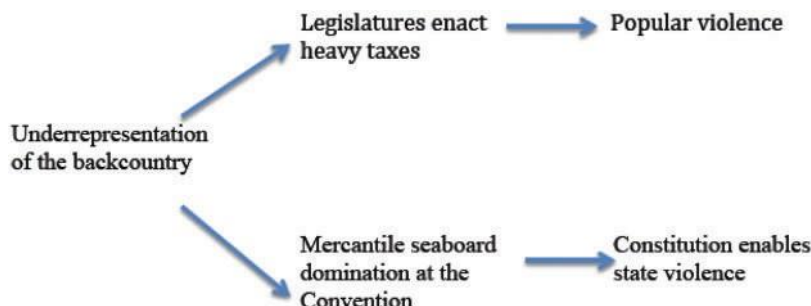 Legislatures enact
heavy taxes
Popular violence
Underrepresentation
of the backcountry
Mercantile seaboard
domination at the
Convention
Constitution enables
state violence